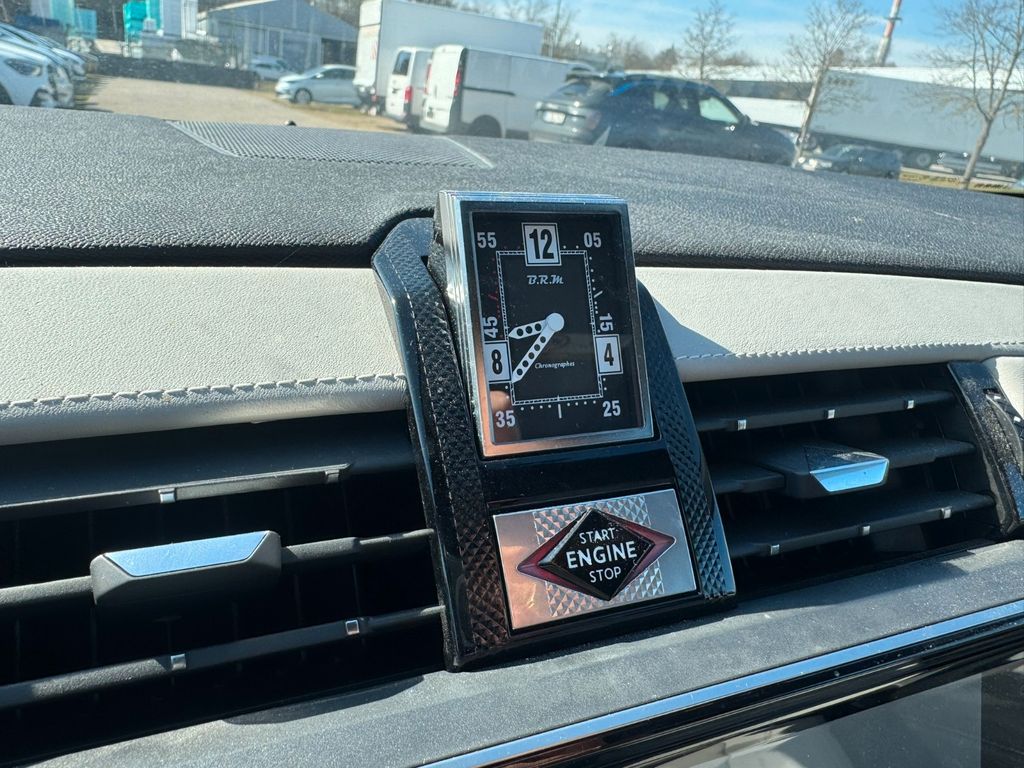 55 12 05
B.R.M
45 15
8 4
Chronographes
35 25
START
ENGINE
STOP